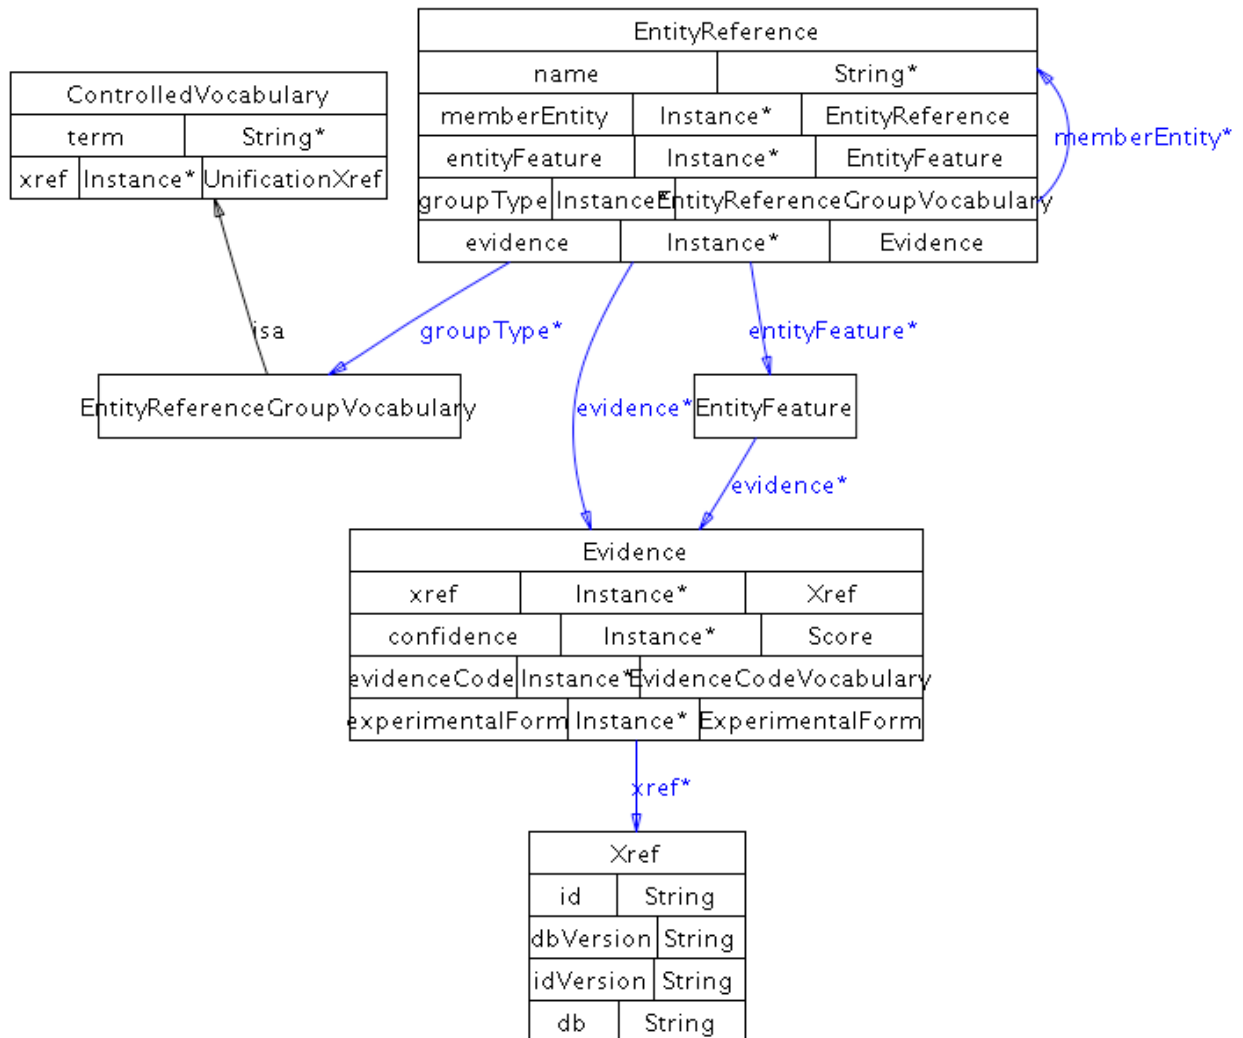 EntityReference
name String*
memberEntity Instance* EntityReference
entityFeature Instance* EntityFeature
groupType Instance* EntityReferenceGroupVocabulary
evidence Instance* Evidence
memberEntity*
ControlledVocabulary
term String*
xref Instance* UnificationXref
isa
groupType*
entityFeature*
EntityReferenceGroupVocabulary
evidence*
EntityFeature
evidence*
Evidence
xref Instance* Xref
confidence Instance* Score
evidenceCode Instance* EvidenceCodeVocabulary
experimentalForm Instance* ExperimentalForm
xref*
Xref
id String
dbVersion String
idVersion String
db String